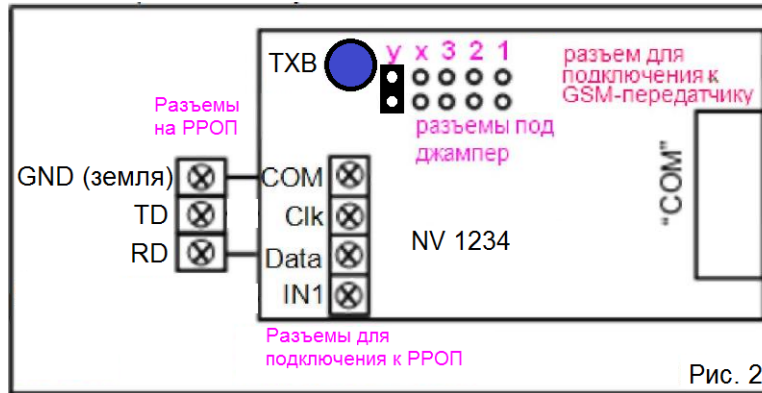 TXB
y x 3 2 1
разъем для
подключения к
GSM-передатчику
Разъемы
на РРОП
разъемы под
джампер
GND (земля)
TD
RD
COM
Clk
Data
IN1
NV 1234
"COM"
Разъемы для
подключения к РРОП
Рис. 2